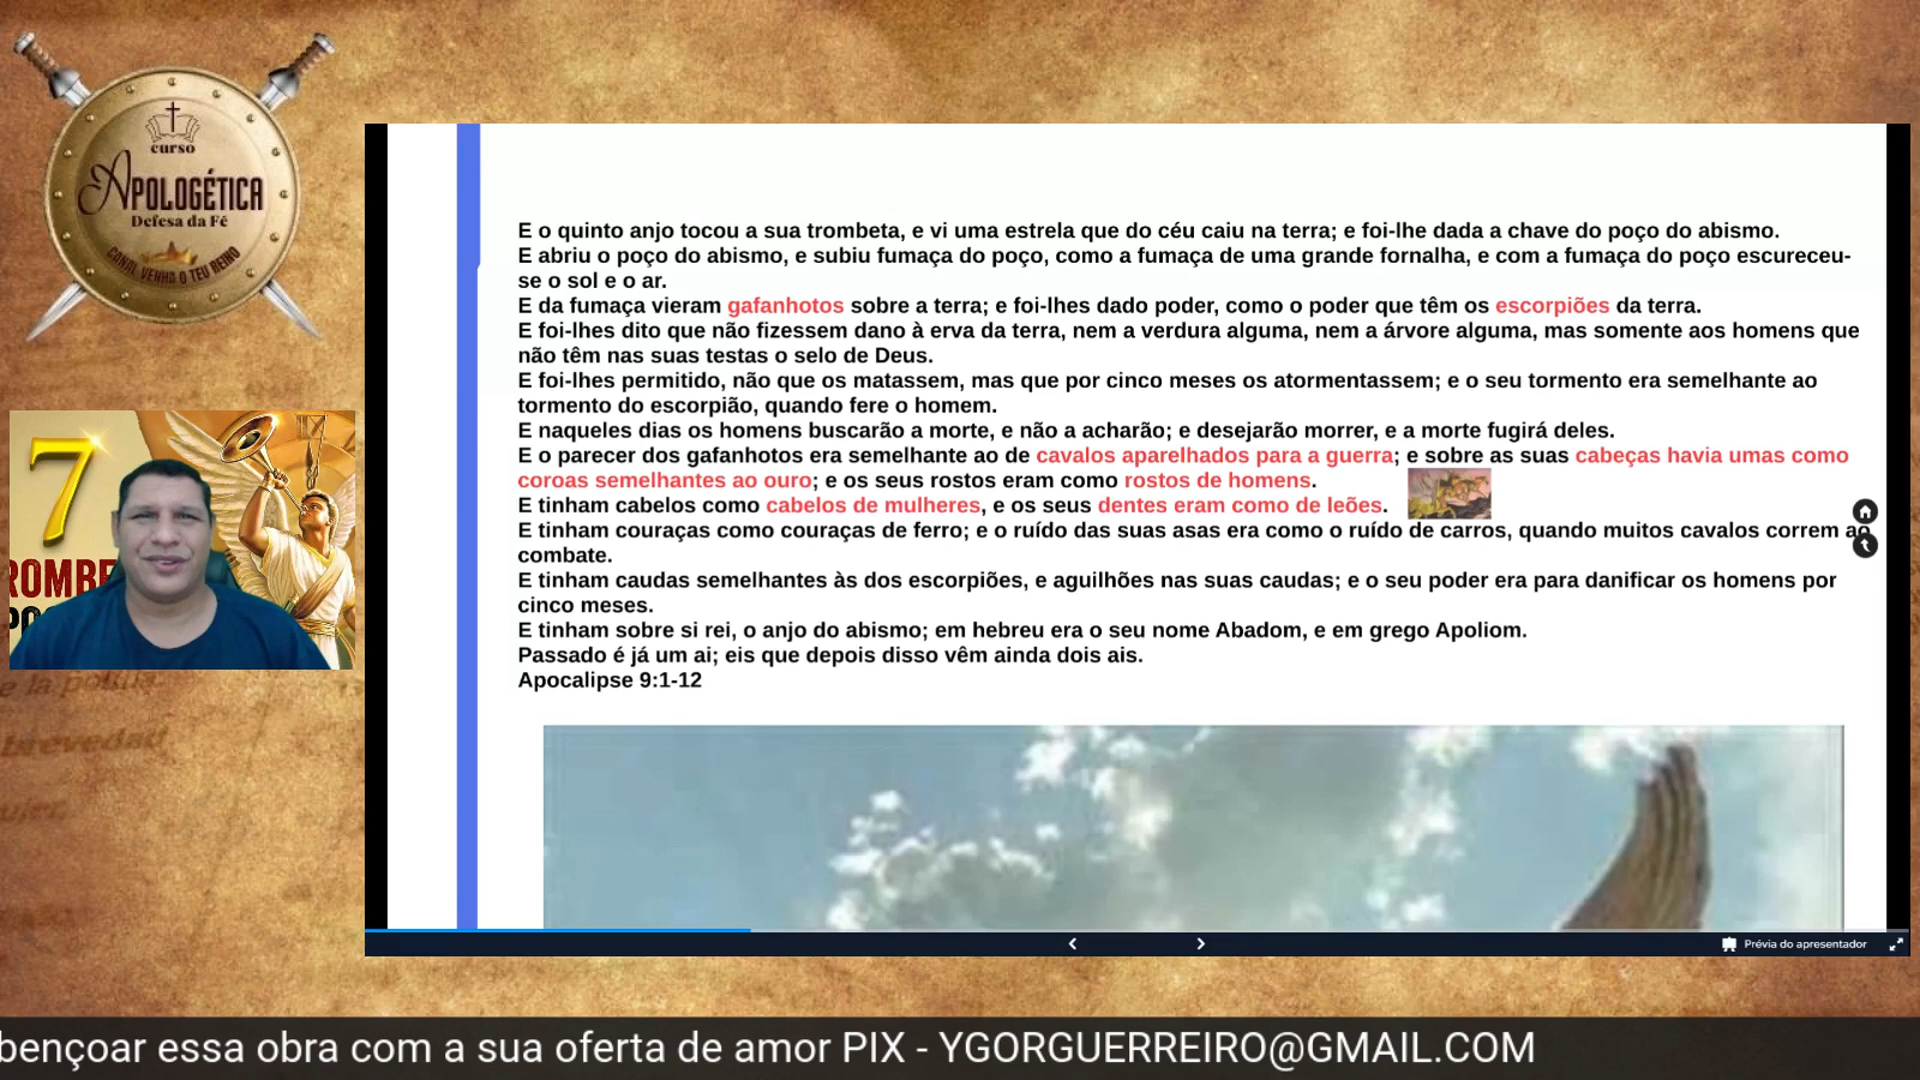 curso
APOLOGÉTICA
Defesa da Fé
CANAL VENHA O TEU REINO
7
E o quinto anjo tocou a sua trombeta, e vi uma estrela que do céu caiu na terra; e foi-lhe dada a chave do poço do abismo.
E abriu o poço do abismo, e subiu fumaça do poço, como a fumaça de uma grande fornalha, e com a fumaça do poço escureceu-
se o sol e o ar.
E da fumaça vieram gafanhotos sobre a terra; e foi-lhes dado poder, como o poder que têm os escorpiões da terra.
E foi-lhes dito que não fizessem dano à erva da terra, nem a verdura alguma, nem a árvore alguma, mas somente aos homens que
não têm nas suas testas o selo de Deus.
E foi-lhes permitido, não que os matassem, mas que por cinco meses os atormentassem; e o seu tormento era semelhante ao
tormento do escorpião, quando fere o homem.
E naqueles dias os homens buscarão a morte, e não a acharão; e desejarão morrer, e a morte fugirá deles.
E o parecer dos gafanhotos era semelhante ao de cavalos aparelhados para a guerra; e sobre as suas cabeças havia umas como
coroas semelhantes ao ouro; e os seus rostos eram como rostos de homens.
E tinham cabelos como cabelos de mulheres, e os seus dentes eram como de leões.
E tinham couraças como couraças de ferro; e o ruído das suas asas era como o ruído de carros, quando muitos cavalos correm ao
combate.
E tinham caudas semelhantes às dos escorpiões, e aguilhões nas suas caudas; e o seu poder era para danificar os homens por
cinco meses.
E tinham sobre si rei, o anjo do abismo; em hebreu era o seu nome Abadom, e em grego Apoliom.
Passado é já um ai; eis que depois disso vêm ainda dois ais.
Apocalipse 9:1-12
Prévia do apresentador
bençoar essa obra com a sua oferta de amor PIX - YGORGUERREIRO@GMAIL.COM